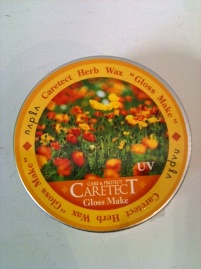 Caretect Herb Wax "Gloss Make"
napla
Caretect Herb Wax "Gloss Make"
napla
UV
CARE & PROTECT
CARETECT
Gloss Make